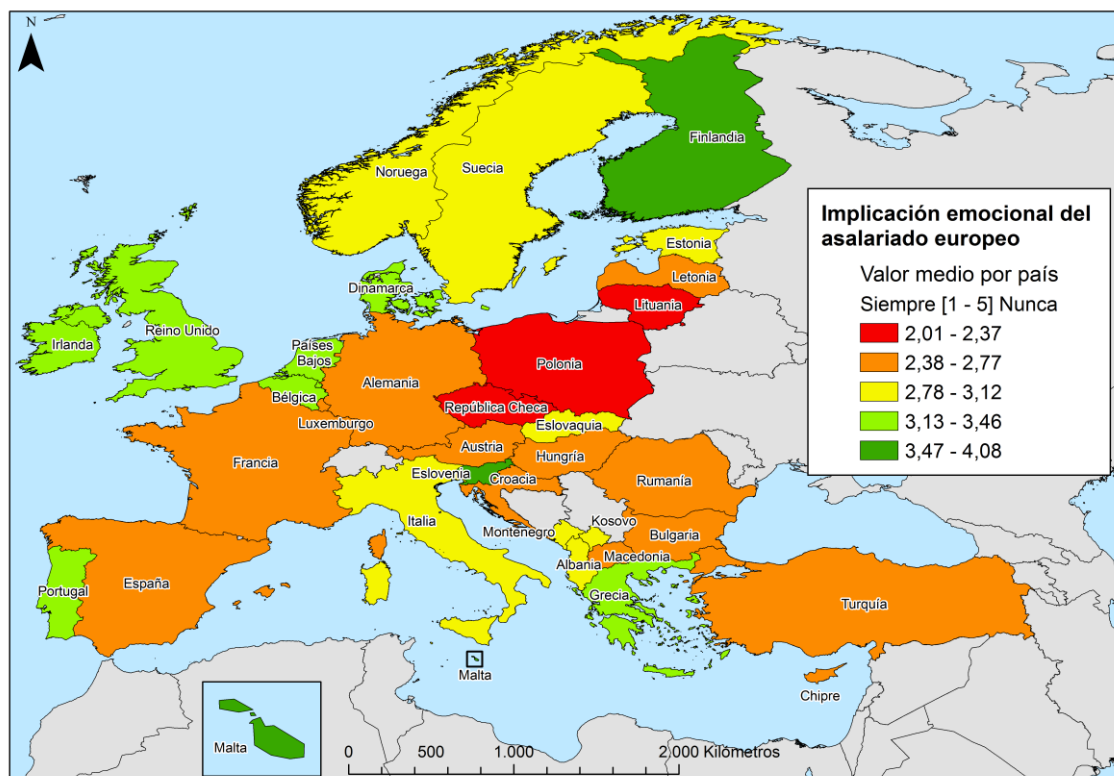 N
Finlandia
Noruega
Suecia
Estonia
Letonia
Lituania
Dinamarca
Reino Unido
Irlanda
Países
Bajos
Bélgica
Alemania
Polonia
República Checa
Luxemburgo
Eslovaquia
Austria
Hungría
Francia
Eslovenia
Croacia
Rumanía
Italia
Montenegro
Kosovo
Bulgaria
Macedonia
Albania
Portugal
España
Grecia
Turquía
Malta
Chipre
Malta
Implicación emocional del
asalariado europeo
Valor medio por país
Siempre [1 - 5] Nunca
2,01 - 2,37
2,38 - 2,77
2,78 - 3,12
3,13 - 3,46
3,47 - 4,08
0 500 1.000 2.000 Kilómetros